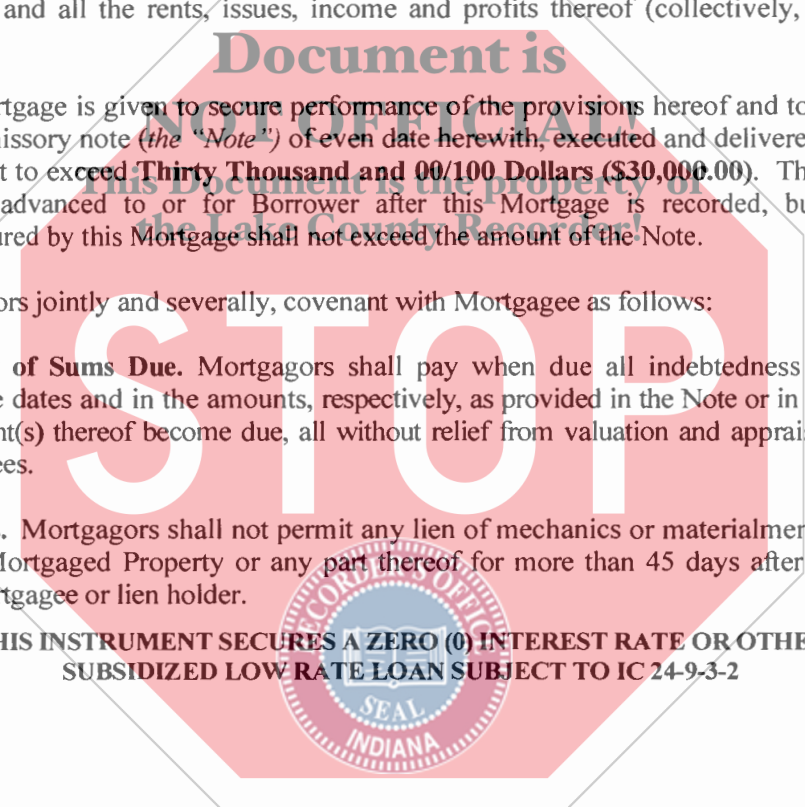 and all the rents, issues, income and profits thereof (collectively,
Document is
NOT OFFICIAL!
This Document is the property of
the Lake County Recorder!
STOP
rtgage is given to secure performance of the provisions hereof and to
issory note (the “Note”) of even date herewith, executed and delivere
t to exceed Thirty Thousand and 00/100 Dollars ($30,000.00). Th
advanced to or for Borrower after this Mortgage is recorded, bu
ured by this Mortgage shall not exceed the amount of the Note.
ors jointly and severally, covenant with Mortgagee as follows:
of Sums Due. Mortgagors shall pay when due all indebtedness
e dates and in the amounts, respectively, as provided in the Note or in
nt(s) thereof become due, all without relief from valuation and apprais
ees.
. Mortgagors shall not permit any lien of mechanics or materialmen
Mortgaged Property or any part thereof for more than 45 days after
rtgagee or lien holder.
HIS INSTRUMENT SECURES A ZERO (0) INTEREST RATE OR OTHE
SUBSIDIZED LOW RATE LOAN SUBJECT TO IC 24-9-3-2
RECORDER'S OFFICE
SEAL
INDIANA